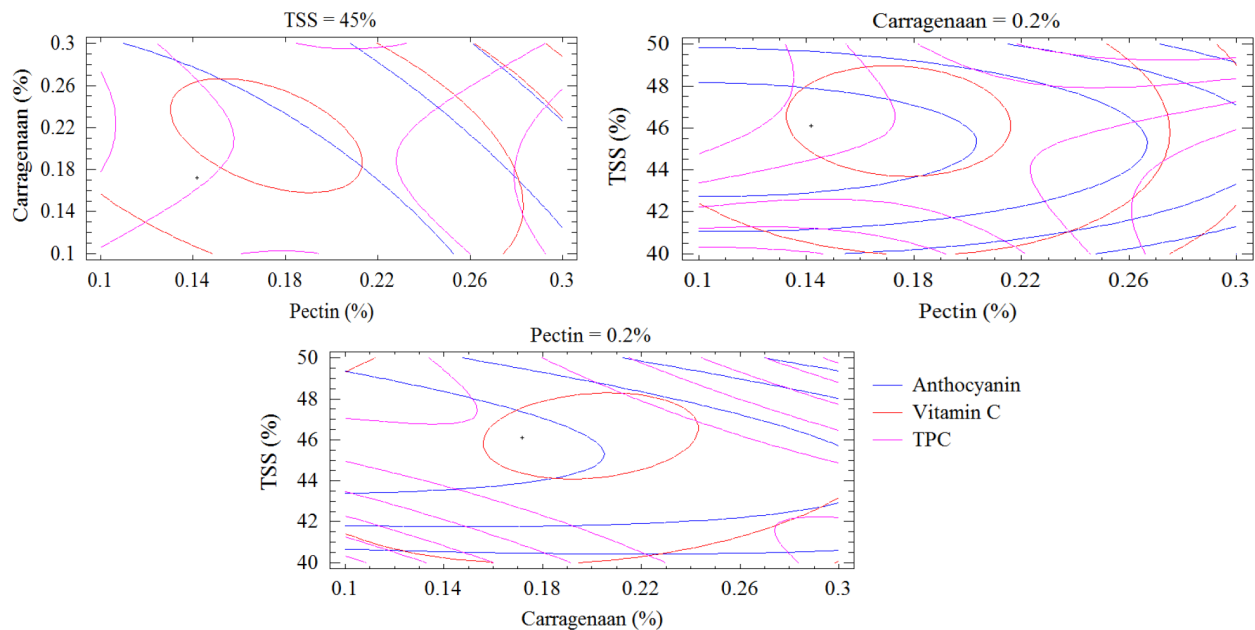 TSS = 45%
0.3
0.26
0.22
0.18
0.14
0.1
Carragenaan (%)
0.1 0.14 0.18 0.22 0.26 0.3
Pectin (%)
Carragenaan = 0.2%
50
48
46
44
42
40
TSS (%)
0.1 0.14 0.18 0.22 0.26 0.3
Pectin (%)
Pectin = 0.2%
50
48
46
44
42
40
TSS (%)
0.1 0.14 0.18 0.22 0.26 0.3
Carragenaan (%)
Anthocyanin
Vitamin C
TPC